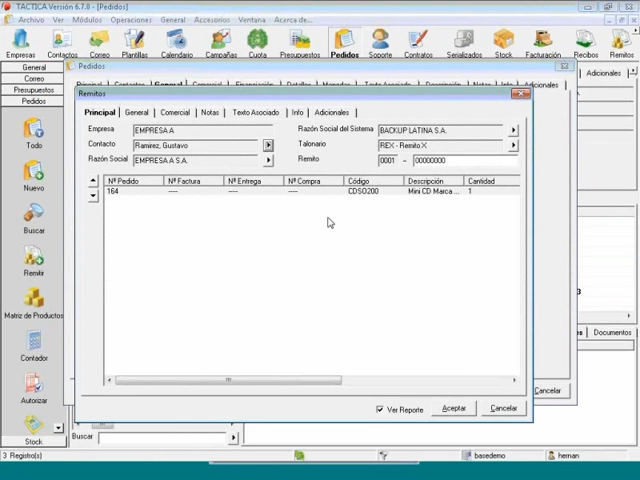 TACTICA Versión 6.7.0 - [Pedidos]
Archivo Ver Módulos Operaciones General Accesorios Ventana Acerca de...
Empresas Contactos Correo Plantillas Calendario Campañas Cuota Presupuestos Pedidos Soporte Contratos Serializados Stock Facturación Recibos Remitos
General
Correo
Presupuestos
Pedidos
Todo
Nuevo
Buscar
Remitir
Matriz de Productos
Contador
Autorizar
Stock
Pedidos
Adicionales
Remitos
Principal General Comercial Notas Texto Asociado Info Adicionales
Empresa EMPRESA A Razón Social del Sistema BACKUP LATINA S.A.
Contacto Ramirez, Gustavo Talonario REX - Remito X
Razón Social EMPRESA A S.A. Remito 0001 - 00000000
Nº Pedido Nº Factura Nº Entrega Nº Compra Código Descripción Cantidad
164 ---- ---- ---- CDSO200 Mini CD Marca ... 1
Ver Reporte Aceptar Cancelar
Documentos
Cancelar
Buscar
3 Registro(s) basedemo hernan